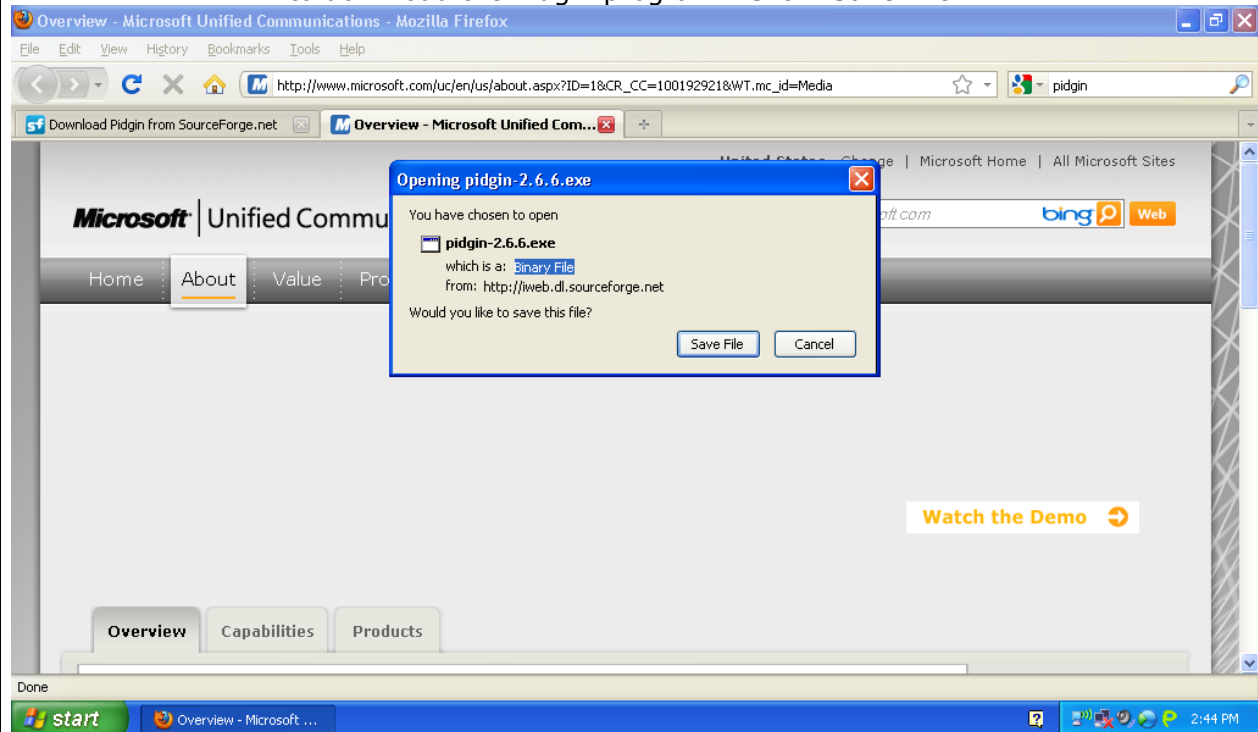 Overview - Microsoft Unified Communications - Mozilla Firefox
File Edit View History Bookmarks Tools Help
http://www.microsoft.com/uc/en/us/about.aspx?ID=1&CR_CC=100192921&WT.mc_id=Media
pidgin
Download Pidgin from SourceForge.net
Overview - Microsoft Unified Com...
Microsoft Home | All Microsoft Sites
Opening pidgin-2.6.6.exe
Microsoft Unified Commu
bing Web
You have chosen to open
pidgin-2.6.6.exe
which is a: Binary File
from: http://iweb.dl.sourceforge.net
Would you like to save this file?
Save File Cancel
Home About Value Pro
Watch the Demo
Overview Capabilities Products
Done
start Overview - Microsoft ... 2:44 PM